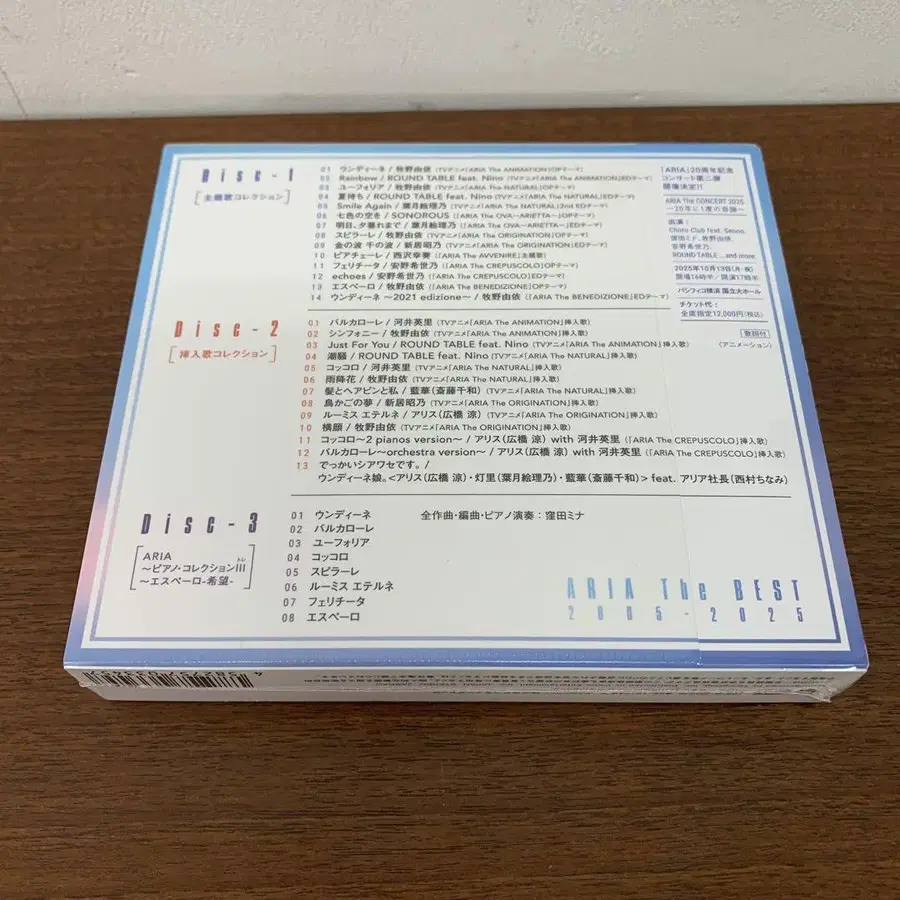 Disc-1
[主題歌コレクション]
01 ウンディーネ / 牧野由依 (TVアニメ「ARIA The ANIMATION」OPテーマ)
02 Rainbow / ROUND TABLE feat. Nino (TVアニメ「ARIA The ANIMATION」EDテーマ)
03 ユーフォリア / 牧野由依 (TVアニメ「ARIA The NATURAL」OPテーマ)
04 夏待ち / ROUND TABLE feat. Nino (TVアニメ「ARIA The NATURAL」EDテーマ)
05 Smile Again / 葉月絵理乃 (TVアニメ「ARIA The NATURAL」2nd EDテーマ)
06 七色の空を / SONOROUS (「ARIA The OVA~ARIETTA~」OPテーマ)
07 明日、夕暮れまで / 葉月絵理乃 (「ARIA The OVA~ARIETTA~」EDテーマ)
08 スピラーレ / 牧野由依 (TVアニメ「ARIA The ORIGINATION」OPテーマ)
09 金の波 千の波 / 新居昭乃 (TVアニメ「ARIA The ORIGINATION」EDテーマ)
10 ピアチェーレ / 西沢幸奏 (「ARIA The AVVENIRE」主題歌)
11 フェリチータ / 安野希世乃 (「ARIA The CREPUSCOLO」OPテーマ)
12 echoes / 安野希世乃 (「ARIA The CREPUSCOLO」EDテーマ)
13 エスペーロ / 牧野由依 (「ARIA The BENEDIZIONE」OPテーマ)
14 ウンディーネ ~2021 edizione~ / 牧野由依 (「ARIA The BENEDIZIONE」EDテーマ)
「ARIA」20周年記念
コンサート第二弾
開催決定!!
ARIA The CONCERT 2025
~20年に1度の奇蹟~
出演:
Choro Club feat. Senoo,
窪田ミナ、牧野由依、
安野希世乃、
ROUND TABLE ...and more
2025年10月13日(月・祝)
開場16時半 / 開演17時半
パシフィコ横浜 国立大ホール
チケット代:
全席指定12,000円(税込)
歌詞付
〈アニメーション〉
Disc-2
[挿入歌コレクション]
01 バルカローレ / 河井英里 (TVアニメ「ARIA The ANIMATION」挿入歌)
02 シンフォニー / 牧野由依 (TVアニメ「ARIA The ANIMATION」挿入歌)
03 Just For You / ROUND TABLE feat. Nino (TVアニメ「ARIA The ANIMATION」挿入歌)
04 潮騒 / ROUND TABLE feat. Nino (TVアニメ「ARIA The NATURAL」挿入歌)
05 コッコロ / 河井英里 (TVアニメ「ARIA The NATURAL」挿入歌)
06 雨降花 / 牧野由依 (TVアニメ「ARIA The NATURAL」挿入歌)
07 髪とヘアピンと私 / 藍華(斎藤千和) (TVアニメ「ARIA The NATURAL」挿入歌)
08 鳥かごの夢 / 新居昭乃 (TVアニメ「ARIA The ORIGINATION」挿入歌)
09 ルーミス エテルネ / アリス(広橋 涼) (TVアニメ「ARIA The ORIGINATION」挿入歌)
10 横顔 / 牧野由依 (TVアニメ「ARIA The ORIGINATION」挿入歌)
11 コッコロ~2 pianos version~ / アリス(広橋 涼) with 河井英里 (「ARIA The CREPUSCOLO」挿入歌)
12 バルカローレ~orchestra version~ / アリス(広橋 涼) with 河井英里 (「ARIA The CREPUSCOLO」挿入歌)
13 でっかいシアワセです。 /
ウンディーネ娘。<アリス(広橋 涼)・灯里(葉月絵理乃)・藍華(斎藤千和)> feat. アリア社長(西村ちなみ)
Disc-3
ARIA
~ピアノ・コレクションⅲ
トレ
~エスペーロ-希望-
01 ウンディーネ
02 バルカローレ
03 ユーフォリア
04 コッコロ
05 スピラーレ
06 ルーミス エテルネ
07 フェリチータ
08 エスペーロ
全作曲・編曲・ピアノ演奏:窪田ミナ
ARIA The BEST
2005-2025